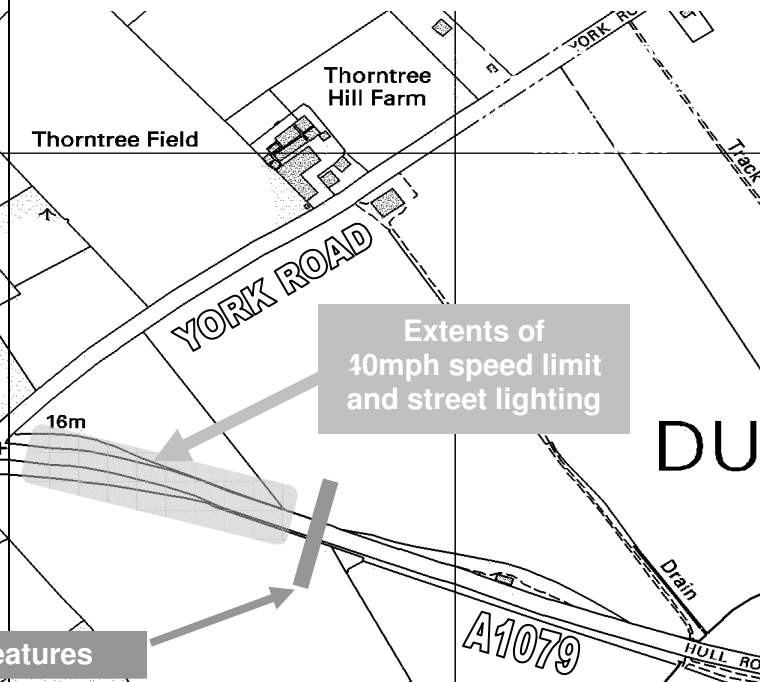 YORK RO
Thorntree
Hill Farm
Thorntree Field
Track
YORK ROAD
Extents of
40mph speed limit
and street lighting
16m
DU
Drain
A1079
HULL RO
eatures